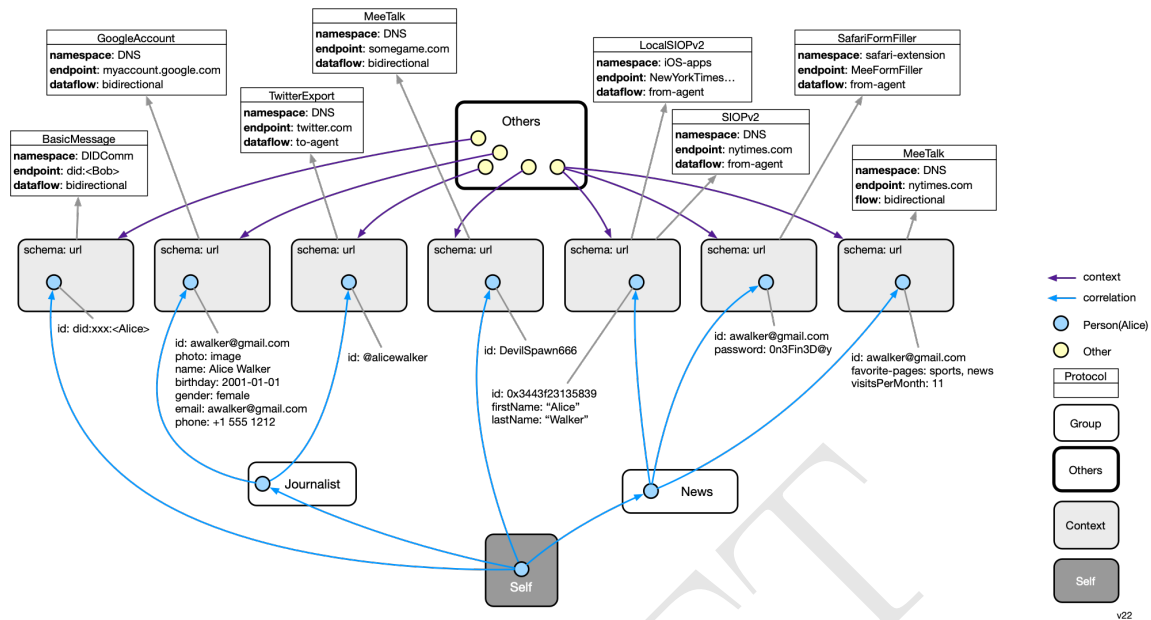 MeeTalk
namespace: DNS
endpoint: somegame.com
dataflow: bidirectional
GoogleAccount
namespace: DNS
endpoint: myaccount.google.com
dataflow: bidirectional
LocalSIOPv2
namespace: iOS-apps
endpoint: NewYorkTimes...
dataflow: from-agent
SafariFormFiller
namespace: safari-extension
endpoint: MeeFormFiller
dataflow: from-agent
TwitterExport
namespace: DNS
endpoint: twitter.com
dataflow: to-agent
Others
SIOPv2
namespace: DNS
endpoint: nytimes.com
dataflow: from-agent
BasicMessage
namespace: DIDComm
endpoint: did:<Bob>
dataflow: bidirectional
MeeTalk
namespace: DNS
endpoint: nytimes.com
flow: bidirectional
schema: url
schema: url
schema: url
schema: url
schema: url
schema: url
schema: url
id: did:xxx:<Alice>
id: awalker@gmail.com
photo: image
name: Alice Walker
birthday: 2001-01-01
gender: female
email: awalker@gmail.com
phone: +1 555 1212
id: @alicewalker
id: DevilSpawn666
id: 0x3443f23135839
firstName: “Alice”
lastName: “Walker”
id: awalker@gmail.com
password: 0n3Fin3D@y
id: awalker@gmail.com
favorite-pages: sports, news
visitsPerMonth: 11
Journalist
News
Self
context
correlation
Person(Alice)
Other
Protocol
Group
Others
Context
Self
v22